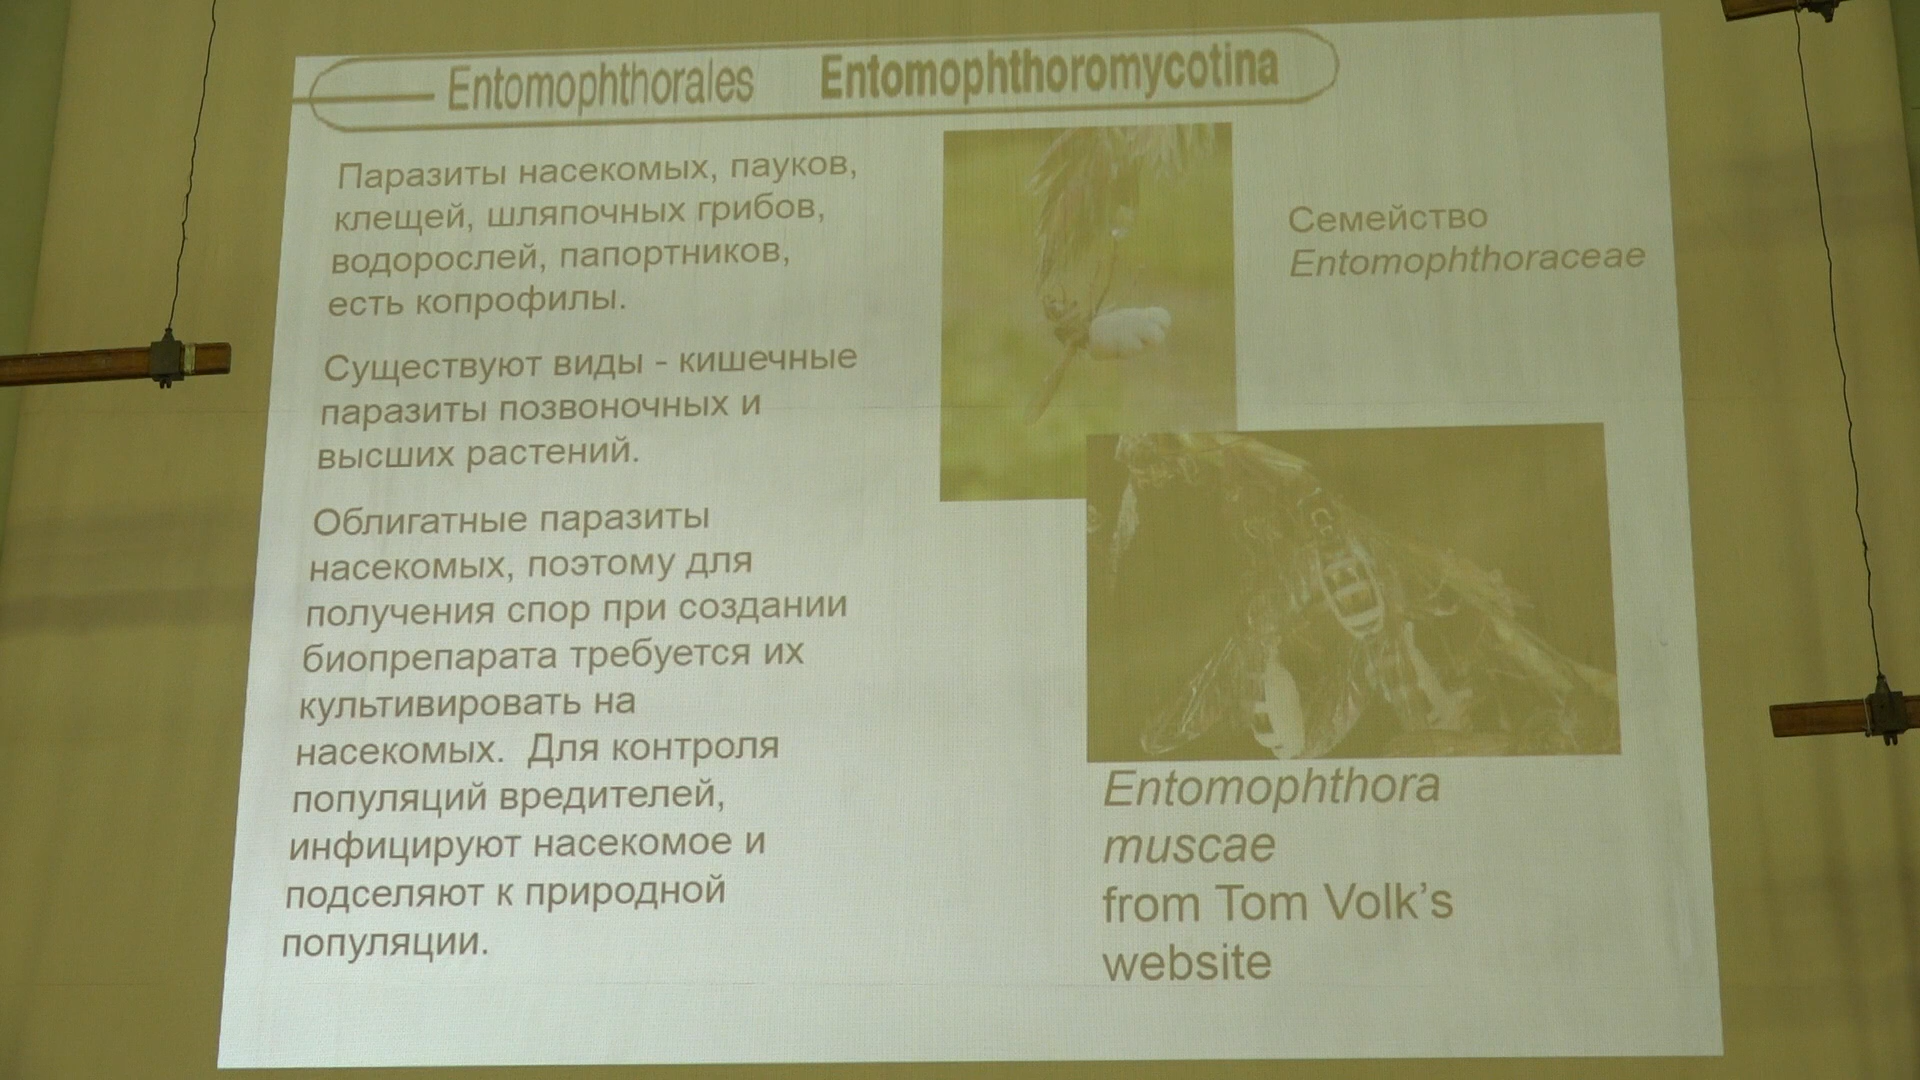 Entomophthorales Entomophthoromycotina
Паразиты насекомых, пауков,
клещей, шляпочных грибов,
водорослей, папортников,
есть копрофилы.
Существуют виды - кишечные
паразиты позвоночных и
высших растений.
Облигатные паразиты
насекомых, поэтому для
получения спор при создании
биопрепарата требуется их
культивировать на
насекомых. Для контроля
популяций вредителей,
инфицируют насекомое и
подселяют к природной
популяции.
Семейство
Entomophthoraceae
Entomophthora
muscae
from Tom Volk’s
website